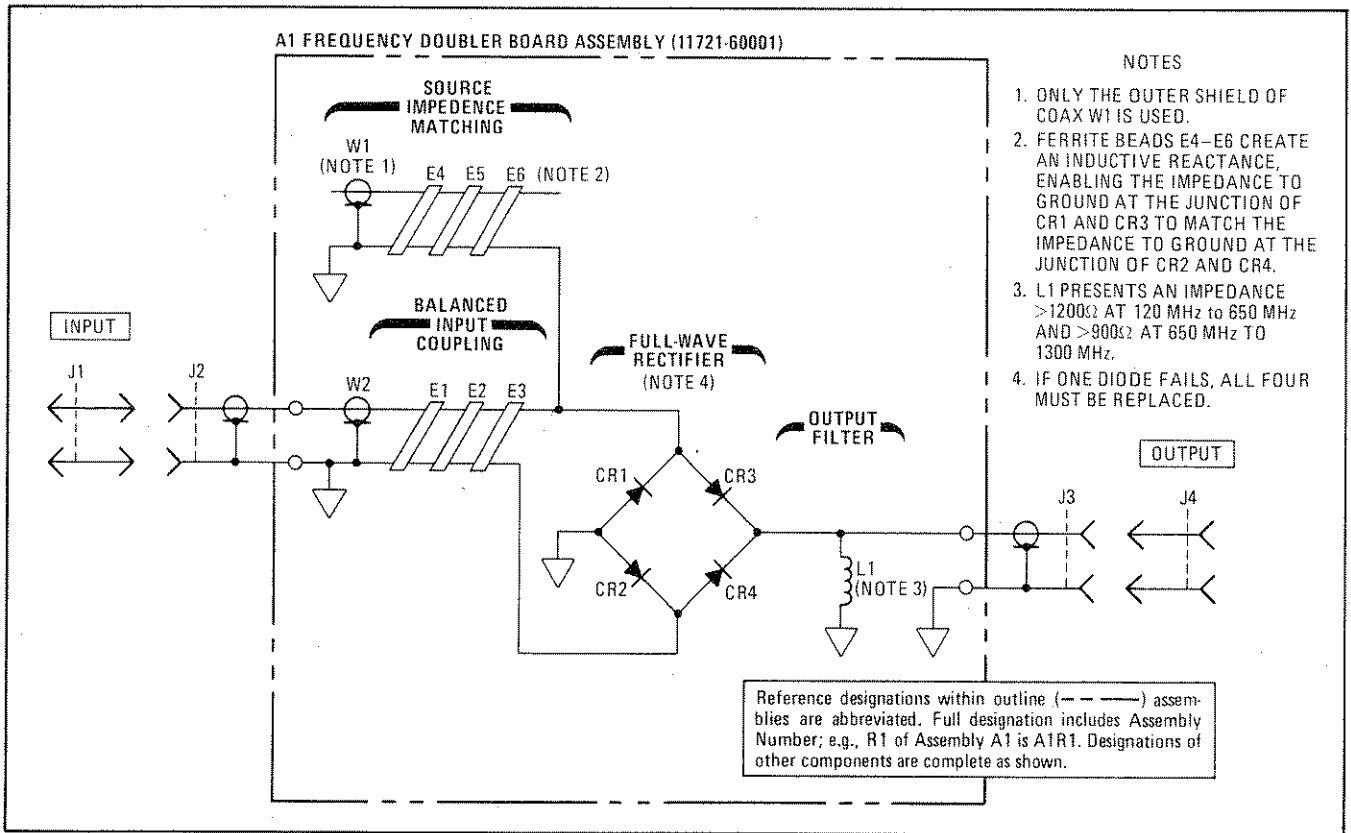 A1 FREQUENCY DOUBLER BOARD ASSEMBLY (11721-60001)
SOURCE
IMPEDENCE
MATCHING
W1
(NOTE 1)
E4 E5 E6 (NOTE 2)
BALANCED
INPUT
COUPLING
INPUT
J1 J2
W2
E1 E2 E3
FULL-WAVE
RECTIFIER
(NOTE 4)
OUTPUT
FILTER
CR1 CR3
CR2 CR4
L1
(NOTE 3)
OUTPUT
J3 J4
NOTES
1. ONLY THE OUTER SHIELD OF
COAX W1 IS USED.
2. FERRITE BEADS E4–E6 CREATE
AN INDUCTIVE REACTANCE,
ENABLING THE IMPEDANCE TO
GROUND AT THE JUNCTION OF
CR1 AND CR3 TO MATCH THE
IMPEDANCE TO GROUND AT THE
JUNCTION OF CR2 AND CR4.
3. L1 PRESENTS AN IMPEDANCE
>1200Ω AT 120 MHz to 650 MHz
AND >900Ω AT 650 MHz TO
1300 MHz.
4. IF ONE DIODE FAILS, ALL FOUR
MUST BE REPLACED.
Reference designations within outline (– – ——) assem-
blies are abbreviated. Full designation includes Assembly
Number; e.g., R1 of Assembly A1 is A1R1. Designations of
other components are complete as shown.